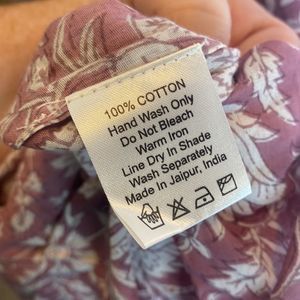 100% COTTON
Hand Wash Only
Do Not Bleach
Warm Iron
Line Dry In Shade
Wash Separately
Made In Jaipur, India